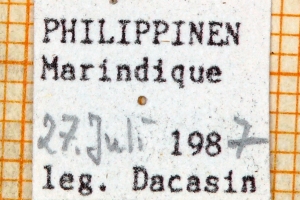 PHILIPPINEN
Marindique
27. Juli 1987
leg. Dacasin